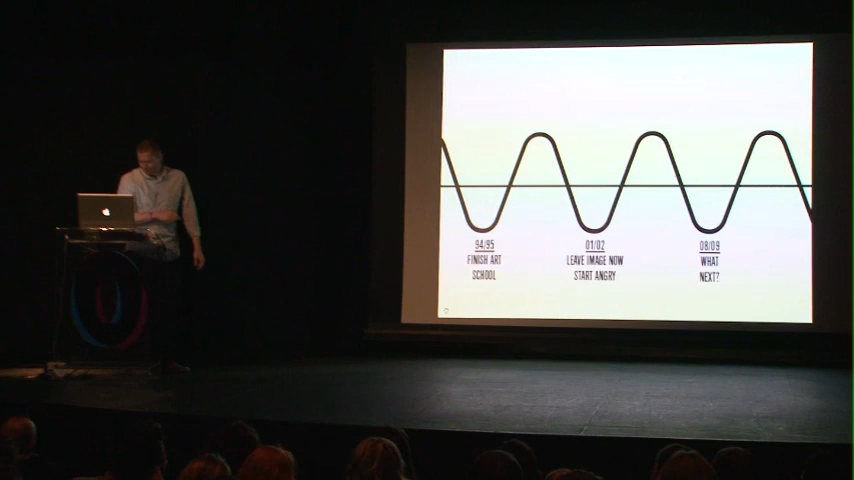 94/95
FINISH ART
SCHOOL
01/02
LEAVE IMAGE NOW
START ANGRY
08/09
WHAT
NEXT?